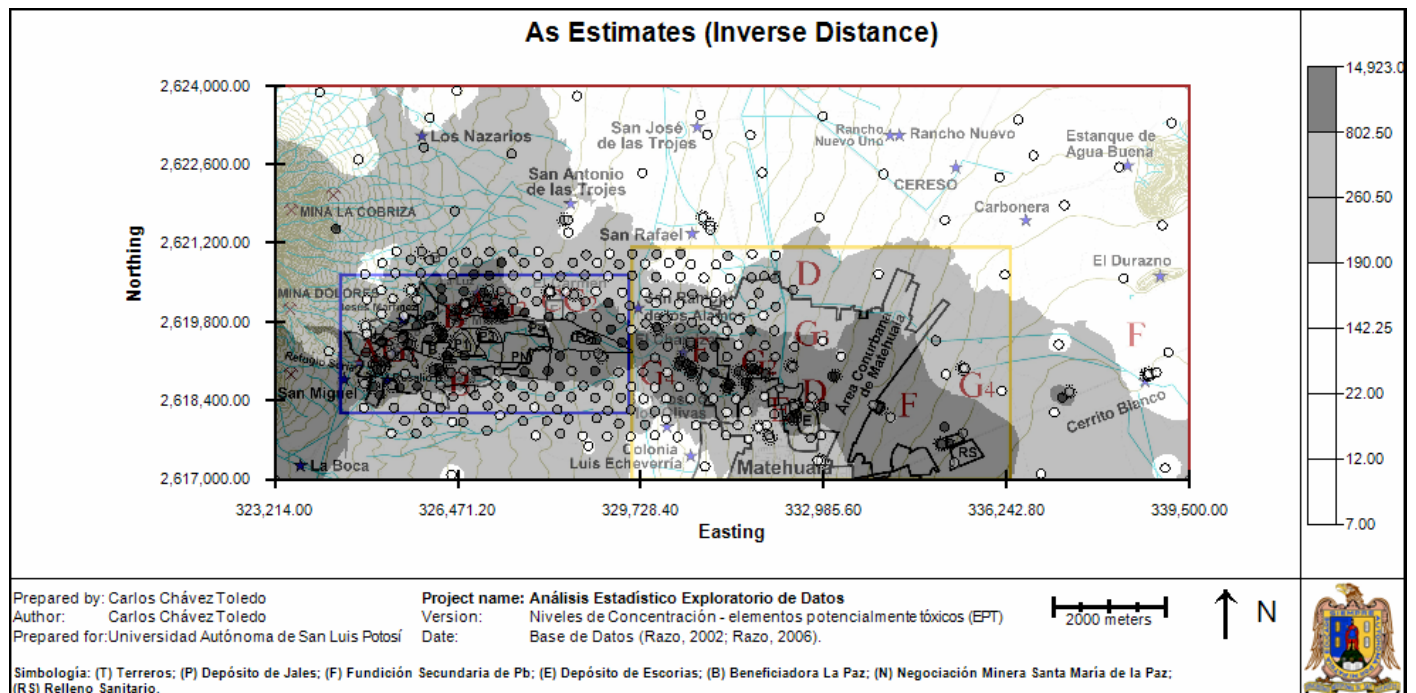 As Estimates (Inverse Distance)
2,624,000.00
2,622,600.00
2,621,200.00
2,619,800.00
2,618,400.00
2,617,000.00
Northing
323,214.00
326,471.20
329,728.40
332,985.60
336,242.80
339,500.00
Easting
Los Nazarios
San José
de las Trojes
Rancho
Nuevo Uno
Rancho Nuevo
Estanque de
Agua Buena
San Antonio
de las Trojes
CERESO
MINA LA COBRIZA
Carbonera
San Rafael
El Durazno
D
MINA DOLORES
G3
F
Área Conurbana
de Matehuala
G2
G4
D
F
B
San Miguel
Cerrito Blanco
E
Colonia
Luis Echeverría
La Boca
Matehuala
RS
14,923.0
802.50
260.50
190.00
142.25
22.00
12.00
7.00
Prepared by: Carlos Chávez Toledo
Author: Carlos Chávez Toledo
Prepared for: Universidad Autónoma de San Luis Potosí
Project name: Análisis Estadístico Exploratorio de Datos
Version: Niveles de Concentración - elementos potencialmente tóxicos (EPT)
Date: Base de Datos (Razo, 2002; Razo, 2006).
2000 meters
N
Simbología: (T) Terreros; (P) Depósito de Jales; (F) Fundición Secundaria de Pb; (E) Depósito de Escorias; (B) Beneficiadora La Paz; (N) Negociación Minera Santa María de la Paz;
(RS) Relleno Sanitario.
SIEMPRE